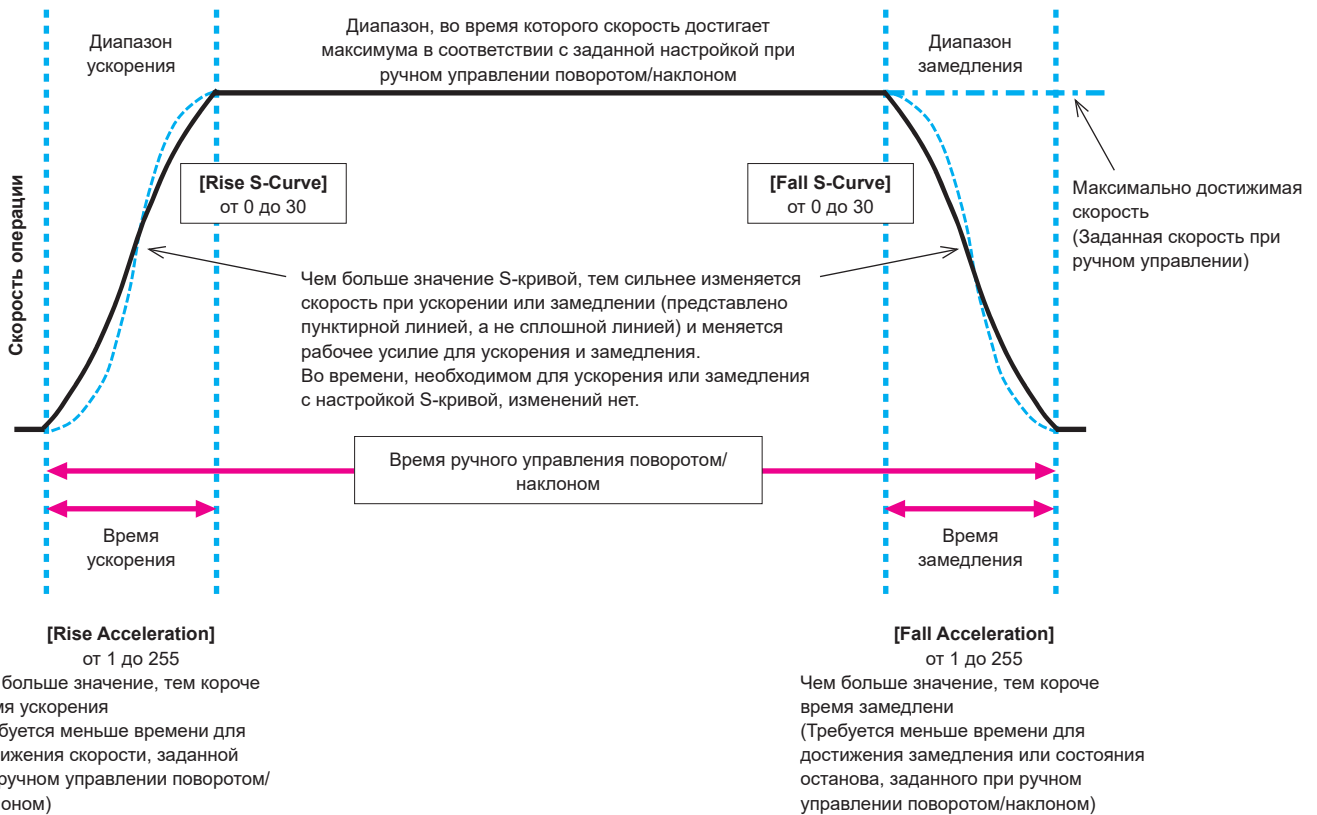 Диапазон
ускорения
Диапазон, во время которого скорость достигает
максимума в соответствии с заданной настройкой при
ручном управлении поворотом/наклоном
Диапазон
замедления
Скорость операции
[Rise S-Curve]
от 0 до 30
[Fall S-Curve]
от 0 до 30
Максимально достижимая
скорость
(Заданная скорость при
ручном управлении)
Чем больше значение S-кривой, тем сильнее изменяется
скорость при ускорении или замедлении (представлено
пунктирной линией, а не сплошной линией) и меняется
рабочее усилие для ускорения и замедления.
Во времени, необходимом для ускорения или замедления
с настройкой S-кривой, изменений нет.
Время ручного управления поворотом/
наклоном
Время
ускорения
Время
замедления
[Rise Acceleration]
от 1 до 255
больше значение, тем короче
ускорения
меньше времени для
скорости, заданной
ручном управлении поворотом/
[Fall Acceleration]
от 1 до 255
Чем больше значение, тем короче
время замедлени
(Требуется меньше времени для
достижения замедления или состояния
останова, заданного при ручном
управлении поворотом/наклоном)